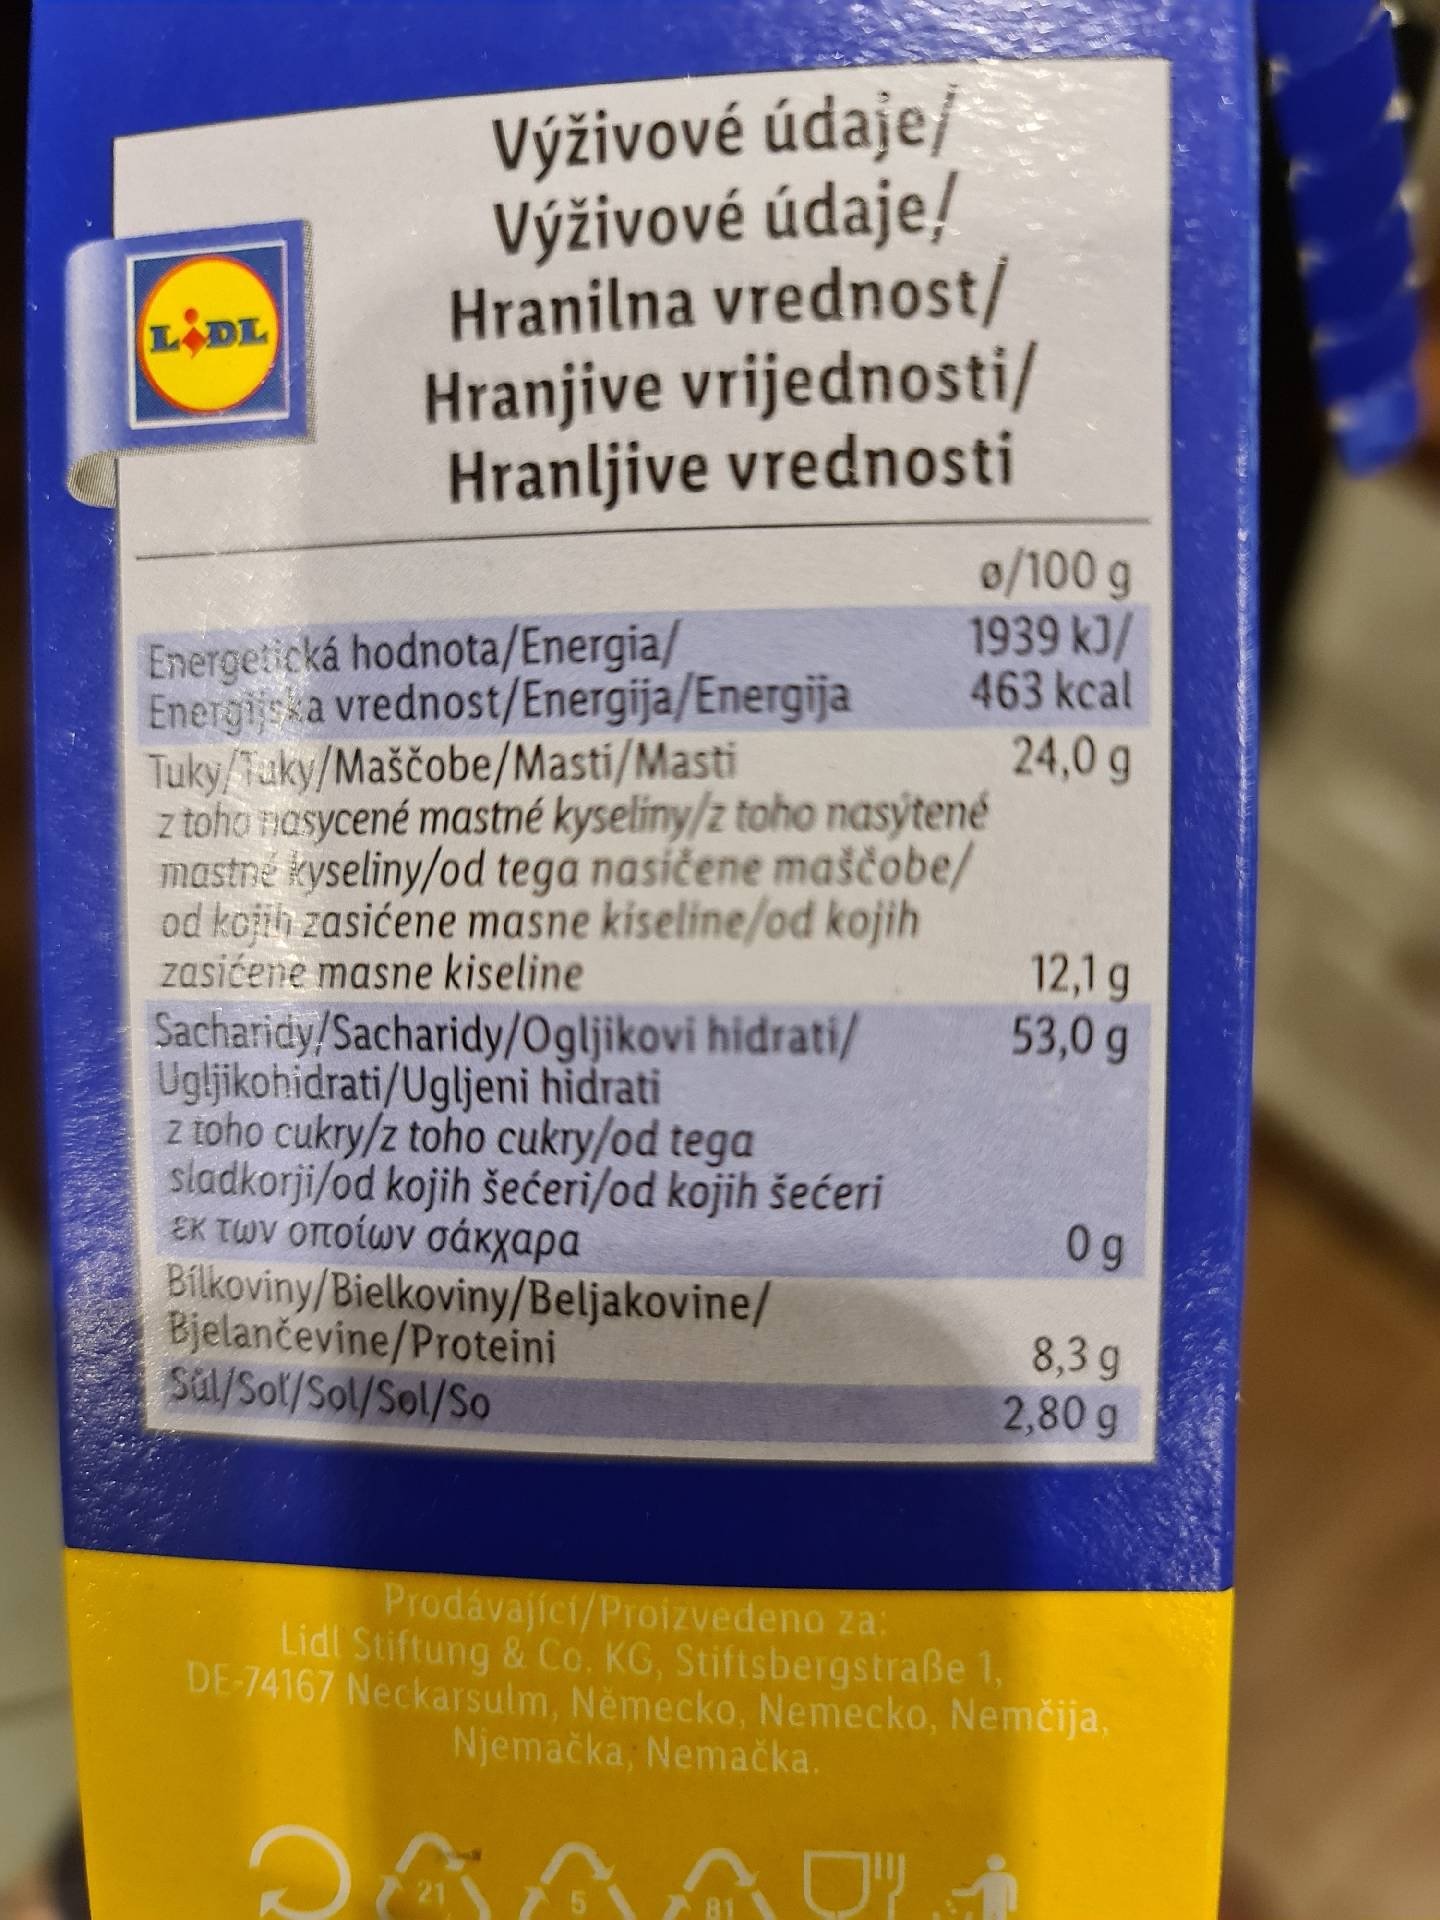 Výživové údaje/
Výživové údaje/
Hranilna vrednost/
Hranjive vrijednosti/
Hranljive vrednosti
LIDL
ø/100 g
Energetická hodnota/Energia/ 1939 kJ/
Energijska vrednost/Energija/Energija 463 kcal
Tuky/Tuky/Maščobe/Masti/Masti 24,0 g
z toho nasycené mastné kyseliny/z toho nasýtené
mastné kyseliny/od tega nasičene maščobe/
od kojih zasićene masne kiseline/od kojih
zasićene masne kiseline 12,1 g
Sacharidy/Sacharidy/Ogljikovi hidrati/ 53,0 g
Ugljikohidrati/Ugljeni hidrati
z toho cukry/z toho cukry/od tega
sladkorji/od kojih šećeri/od kojih šećeri
εκ των οποίων σάκχαρα 0 g
Bílkoviny/Bielkoviny/Beljakovine/
Bjelančevine/Proteini 8,3 g
Sůl/Soľ/Sol/Sol/So 2,80 g
Prodávající/Proizvedeno za:
Lidl Stiftung & Co. KG, Stiftsbergstraße 1,
DE-74167 Neckarsulm, Německo, Nemecko, Nemčija,
Njemačka, Nemačka.
21 5 81